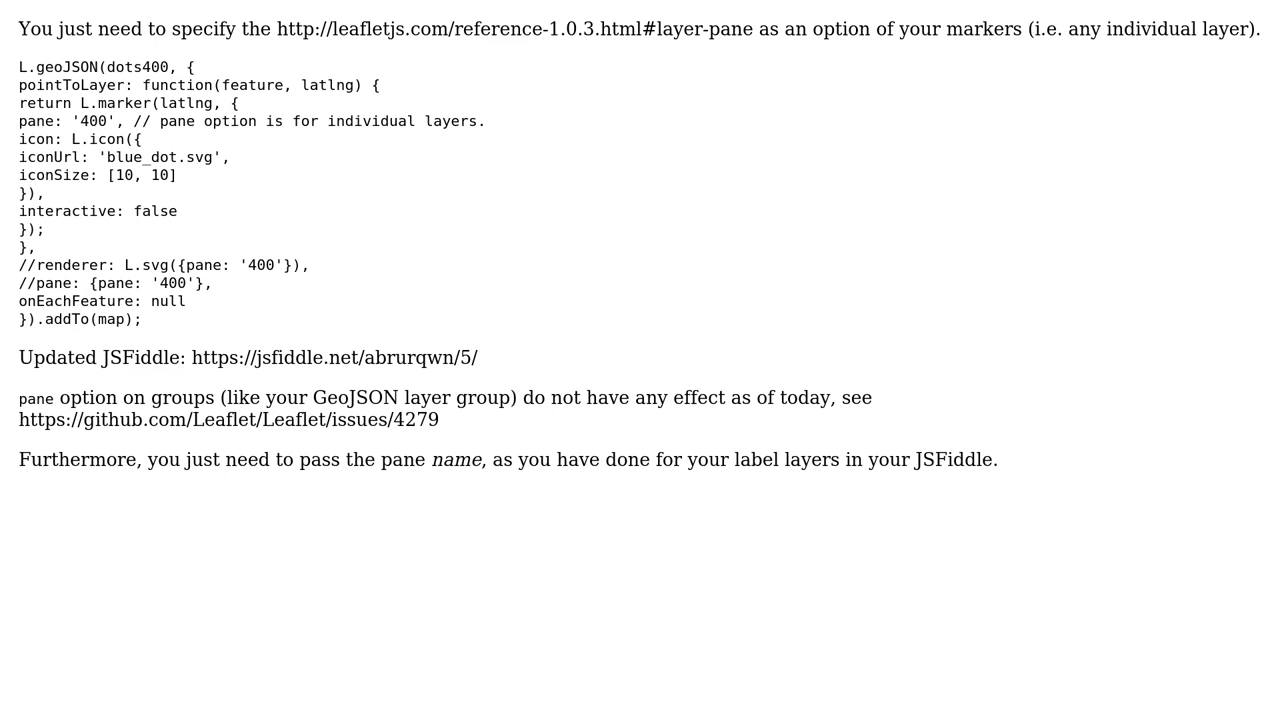 You just need to specify the http://leafletjs.com/reference-1.0.3.html#layer-pane as an option of your markers (i.e. any individual layer).
L.geoJSON(dots400, {
pointToLayer: function(feature, latlng) {
return L.marker(latlng, {
pane: '400', // pane option is for individual layers.
icon: L.icon({
iconUrl: 'blue_dot.svg',
iconSize: [10, 10]
}),
interactive: false
});
},
//renderer: L.svg({pane: '400'}),
//pane: {pane: '400'},
onEachFeature: null
}).addTo(map);
Updated JSFiddle: https://jsfiddle.net/abrurqwn/5/
pane option on groups (like your GeoJSON layer group) do not have any effect as of today, see
https://github.com/Leaflet/Leaflet/issues/4279
Furthermore, you just need to pass the pane name, as you have done for your label layers in your JSFiddle.